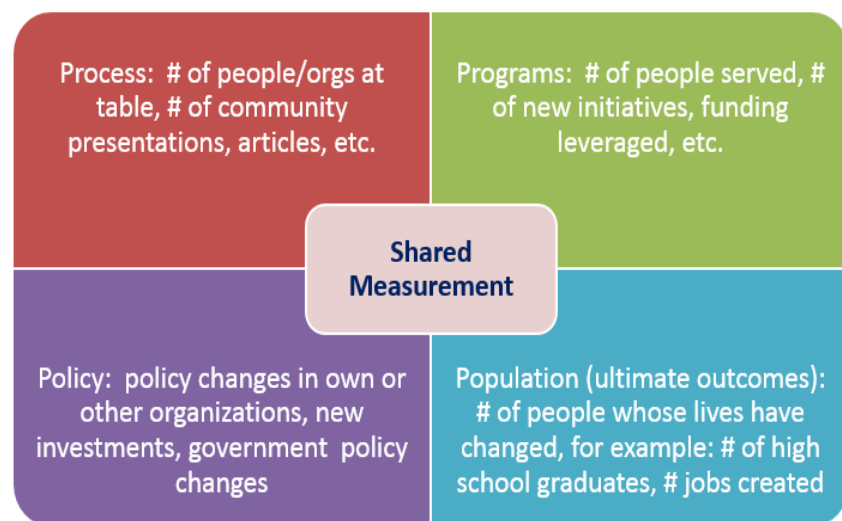 Process:  # of people/orgs at
table, # of community
presentations, articles, etc.
Programs:  # of people served, #
of new initiatives, funding
leveraged, etc.
Shared
Measurement
Policy:  policy changes in own or
other organizations, new
investments, government  policy
changes
Population (ultimate outcomes):
# of people whose lives have
changed, for example: # of high
school graduates, # jobs created